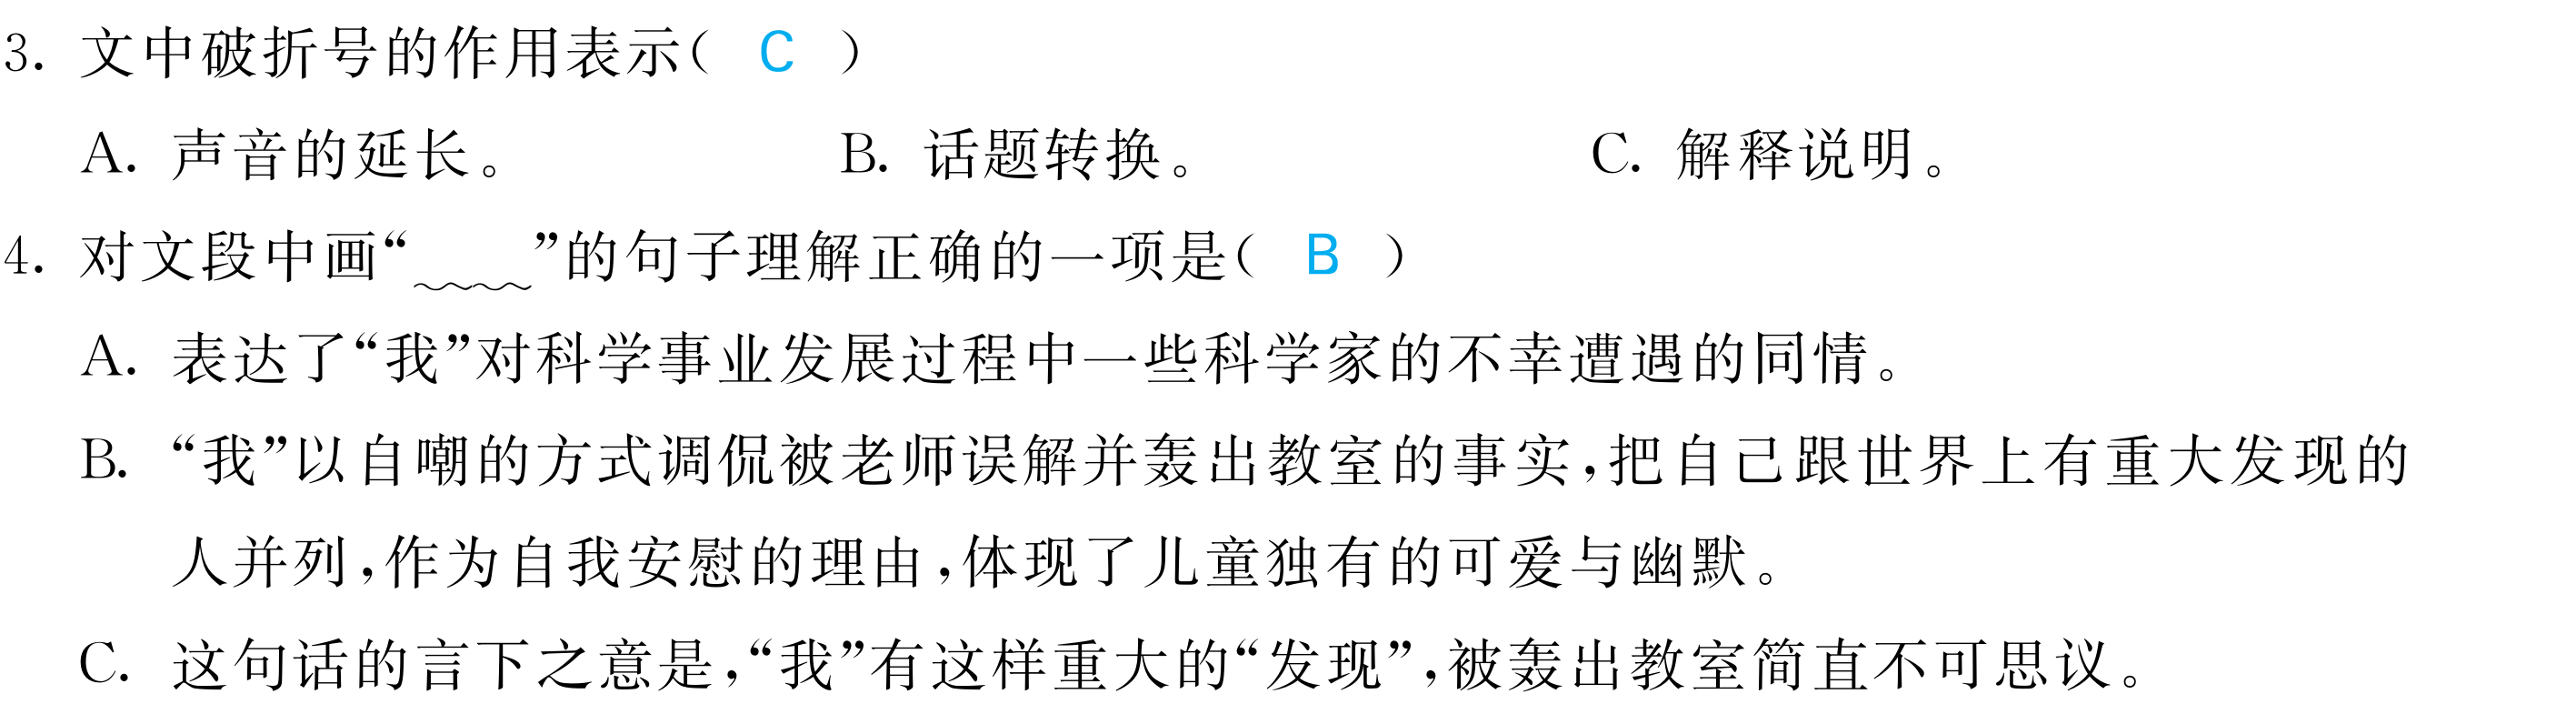 3. 文中破折号的作用表示( C )
A. 声音的延长。 B. 话题转换。 C. 解释说明。
4. 对文段中画“﹏﹏”的句子理解正确的一项是( B )
A. 表达了“我”对科学事业发展过程中一些科学家的不幸遭遇的同情。
B. “我”以自嘲的方式调侃被老师误解并轰出教室的事实,把自己跟世界上有重大发现的
人并列,作为自我安慰的理由,体现了儿童独有的可爱与幽默。
C. 这句话的言下之意是,“我”有这样重大的“发现”,被轰出教室简直不可思议。